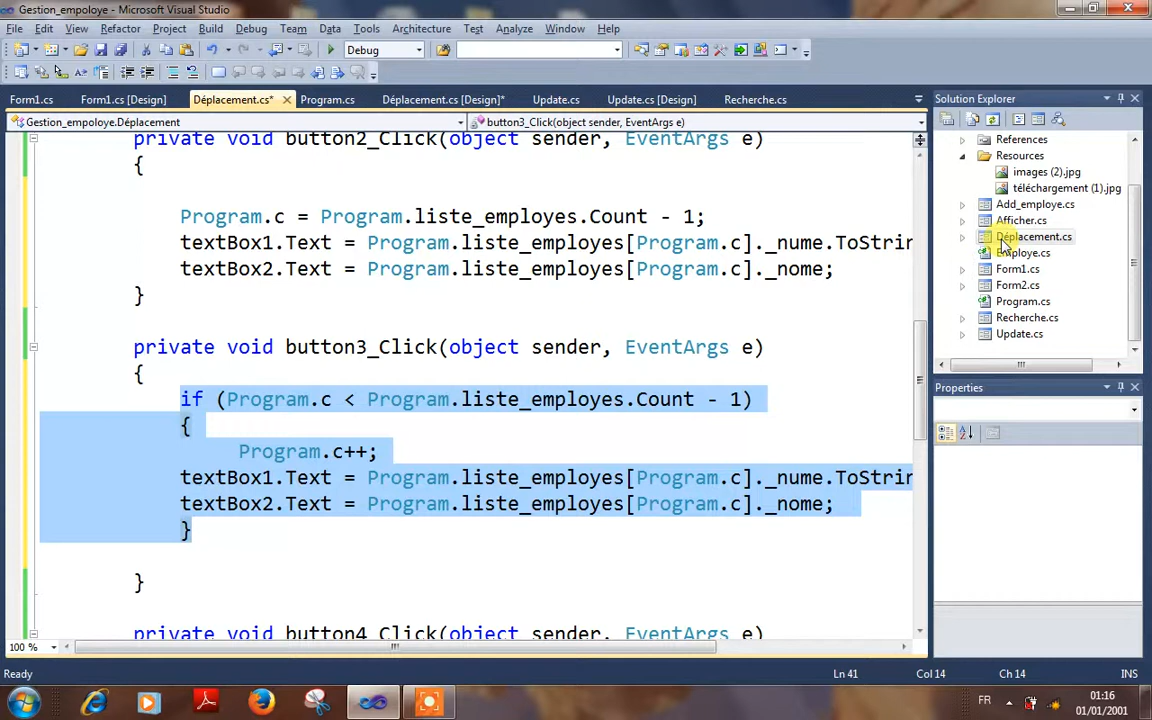 Gestion_empoloye - Microsoft Visual Studio
File Edit View Refactor Project Build Debug Team Data Tools Architecture Test Analyze Window Help
Debug
Form1.cs Form1.cs [Design] Déplacement.cs* Program.cs Déplacement.cs [Design]* Update.cs Update.cs [Design] Recherche.cs
Solution Explorer
Gestion_empoloye.Déplacement button3_Click(object sender, EventArgs e)
private void button2_Click(object sender, EventArgs e)
{
Program.c = Program.liste_employes.Count - 1;
textBox1.Text = Program.liste_employes[Program.c]._nume.ToStrin
textBox2.Text = Program.liste_employes[Program.c]._nome;
}
private void button3_Click(object sender, EventArgs e)
{
if (Program.c < Program.liste_employes.Count - 1)
{
Program.c++;
textBox1.Text = Program.liste_employes[Program.c]._nume.ToStrin
textBox2.Text = Program.liste_employes[Program.c]._nome;
}
}
private void button4_Click(object sender, EventArgs e)
100 %
References
Resources
images (2).jpg
téléchargement (1).jpg
Add_employe.cs
Afficher.cs
Déplacement.cs
Employe.cs
Form1.cs
Form2.cs
Program.cs
Recherche.cs
Update.cs
Properties
Ready Ln 41 Col 14 Ch 14 INS
FR 01:16
01/01/2001